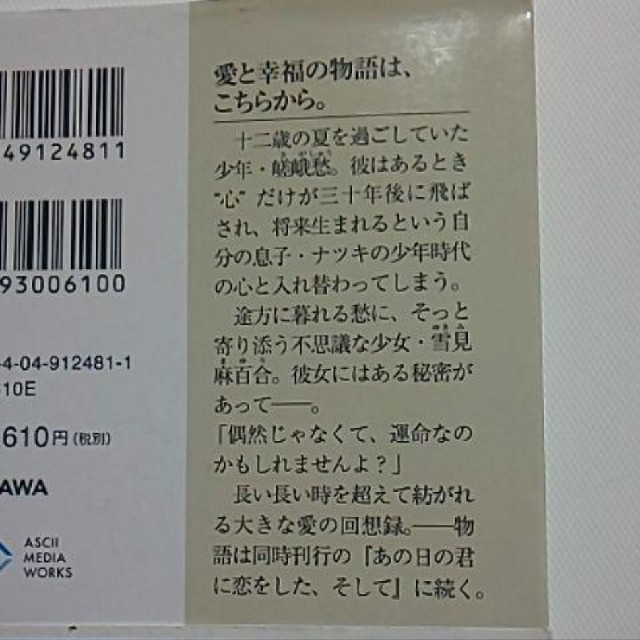 49124811
93006100
-4-04-912481-1
10E
610円(税別)
AWA
ASCII
MEDIA
WORKS
愛と幸福の物語は、
こちらから。
十二歳の夏を過ごしていた
少年・嵯峨愁。彼はあるとき
“心”だけが三十年後に飛ば
され、将来生まれるという自
分の息子・ナツキの少年時代
の心と入れ替わってしまう。
途方に暮れる愁に、そっと
寄り添う不思議な少女・雪見
麻百合。彼女にはある秘密が
あって――。
「偶然じゃなくて、運命なの
かもしれませんよ?」
長い長い時を超えて紡がれ
る大きな愛の回想録。――物
語は同時刊行の『あの日の君
に恋をした、そして』に続く。